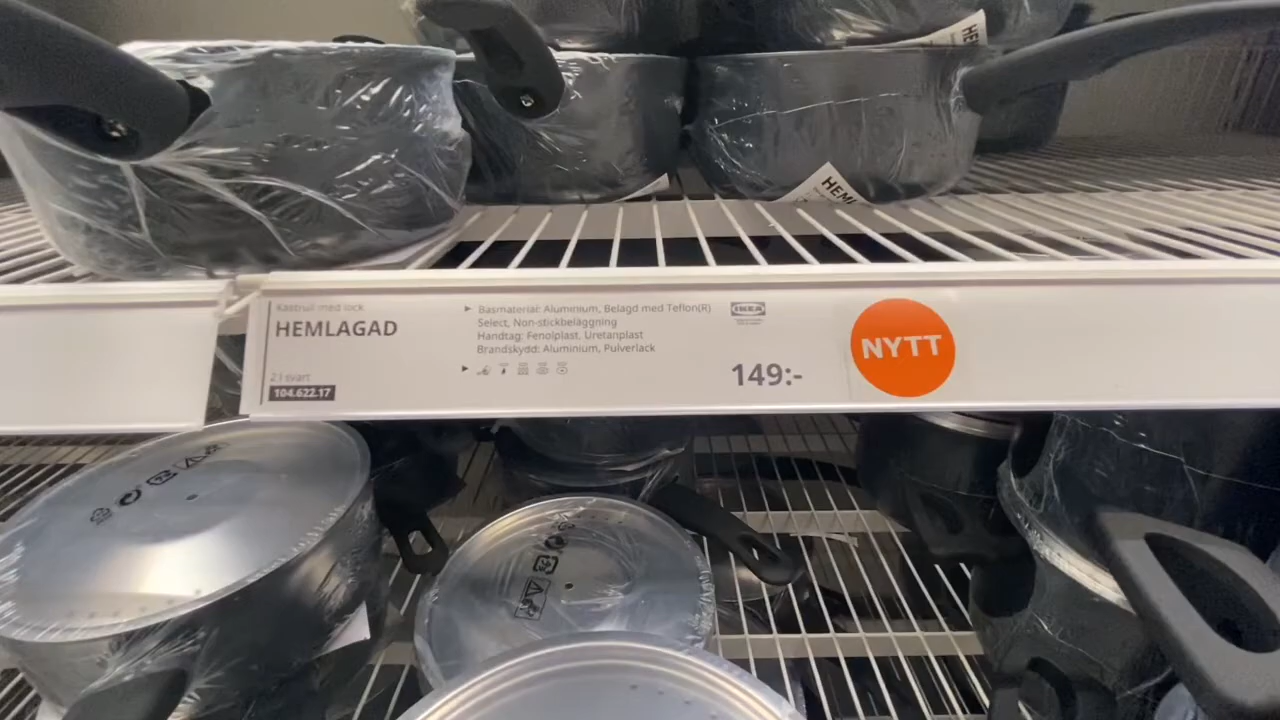 HEM
HEML
Kastrull med lock
HEMLAGAD
2 l svart
104.622.17
Basmaterial: Aluminium, Belagd med Teflon(R)
Select, Non-stickbeläggning
Handtag: Fenolplast, Uretanplast
Brandskydd: Aluminium, Pulverlack
IKEA
149:-
NYTT